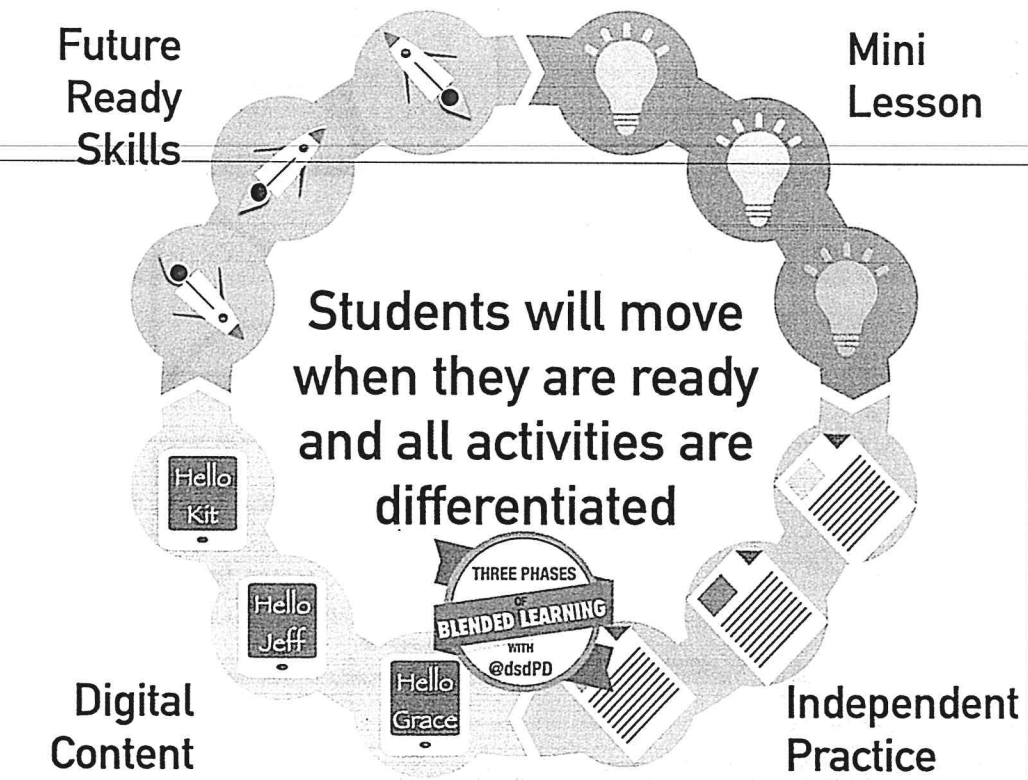 Future
Ready
Skills
Mini
Lesson
Students will move
when they are ready
and all activities are
differentiated
Hello
Kit
Hello
Jeff
Hello
Grace
THREE PHASES
OF
BLENDED LEARNING
WITH
@dsdPD
Digital
Content
Independent
Practice